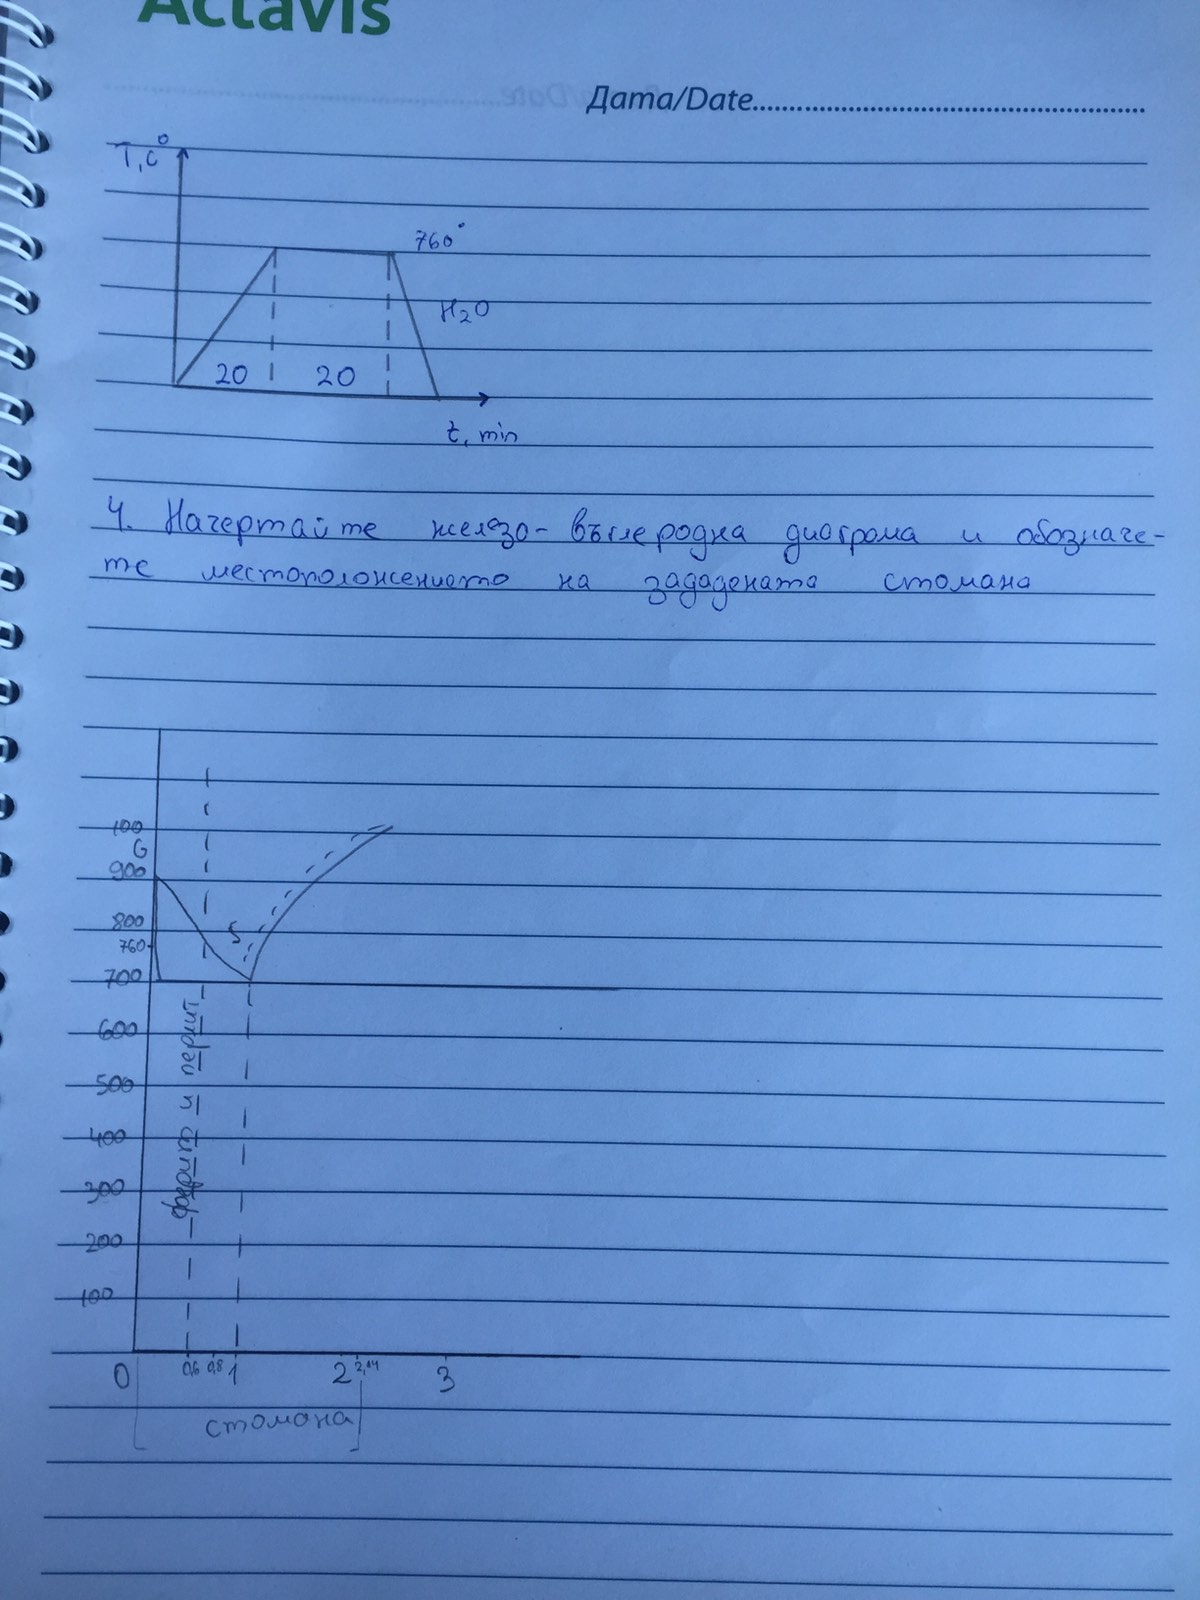 Actavis
Дата/Date
T, C°
760°
H₂O
20 20
t, min
4. Начертайте желязо-въглеродна диаграма и обозначе-
те местоположението на зададената стомана
100
G
900
800
S
760
700
600
500
400
300
200
100
ферит и перлит
0 0,6 0,8 1 2 2,14 3
стомана